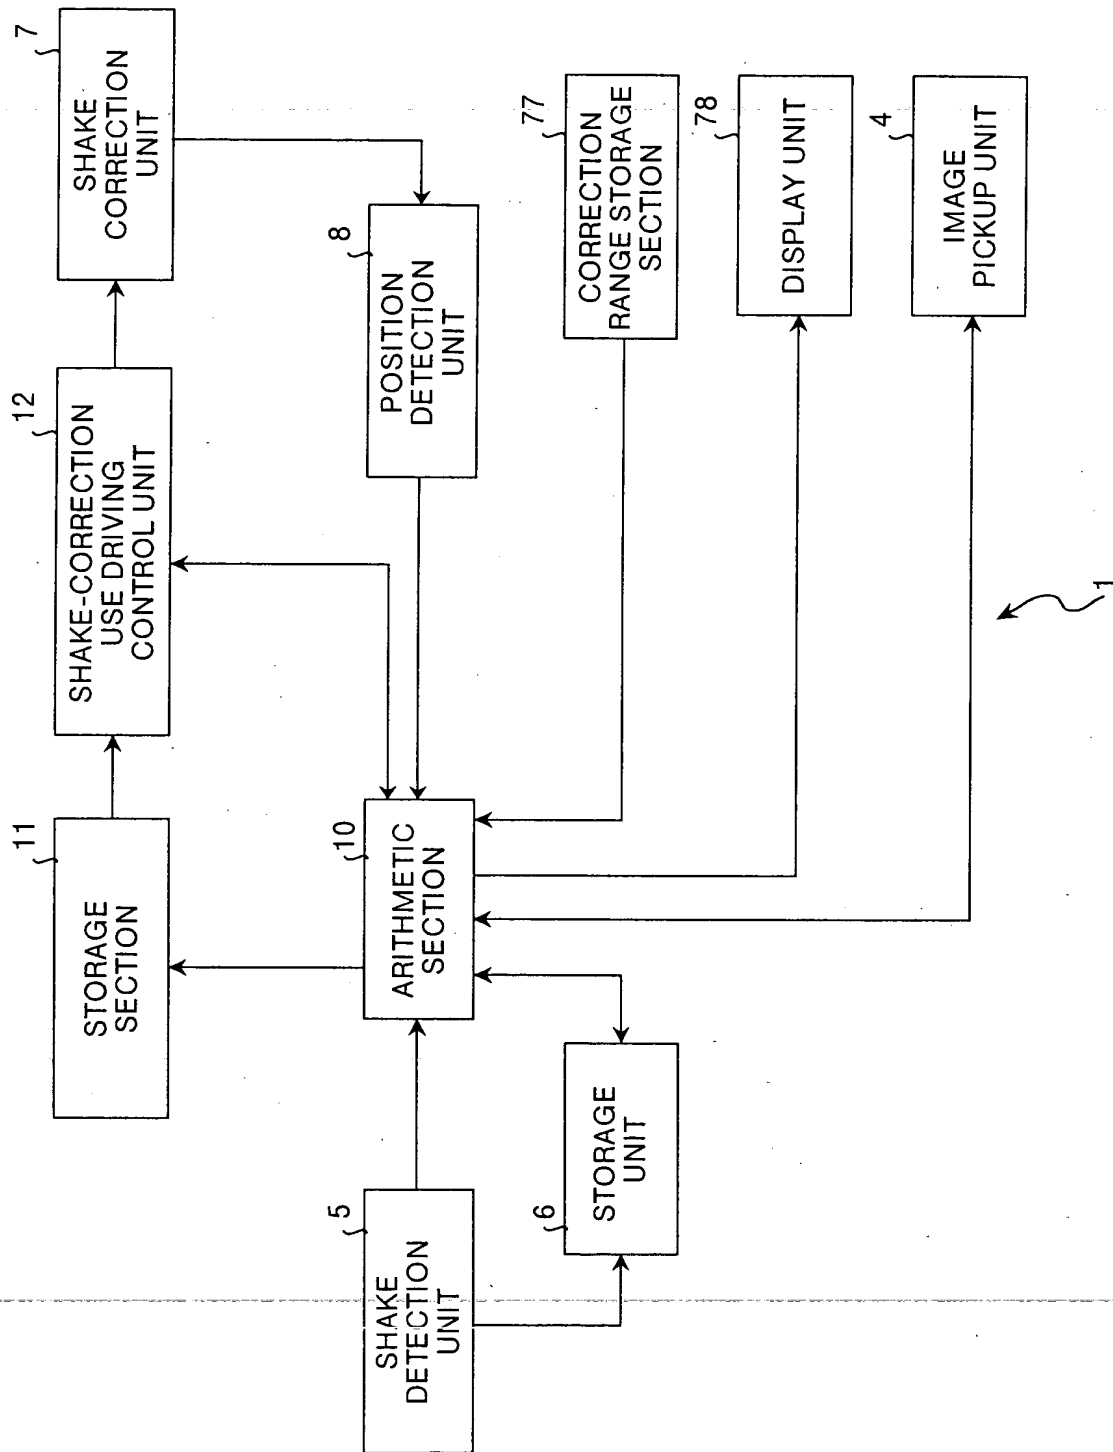 11
STORAGE
SECTION
12
SHAKE-CORRECTION
USE DRIVING
CONTROL UNIT
7
SHAKE
CORRECTION
UNIT
5
SHAKE
DETECTION
UNIT
10
ARITHMETIC
SECTION
8
POSITION
DETECTION
UNIT
6
STORAGE
UNIT
77
CORRECTION
RANGE STORAGE
SECTION
78
DISPLAY UNIT
4
IMAGE
PICKUP UNIT
1